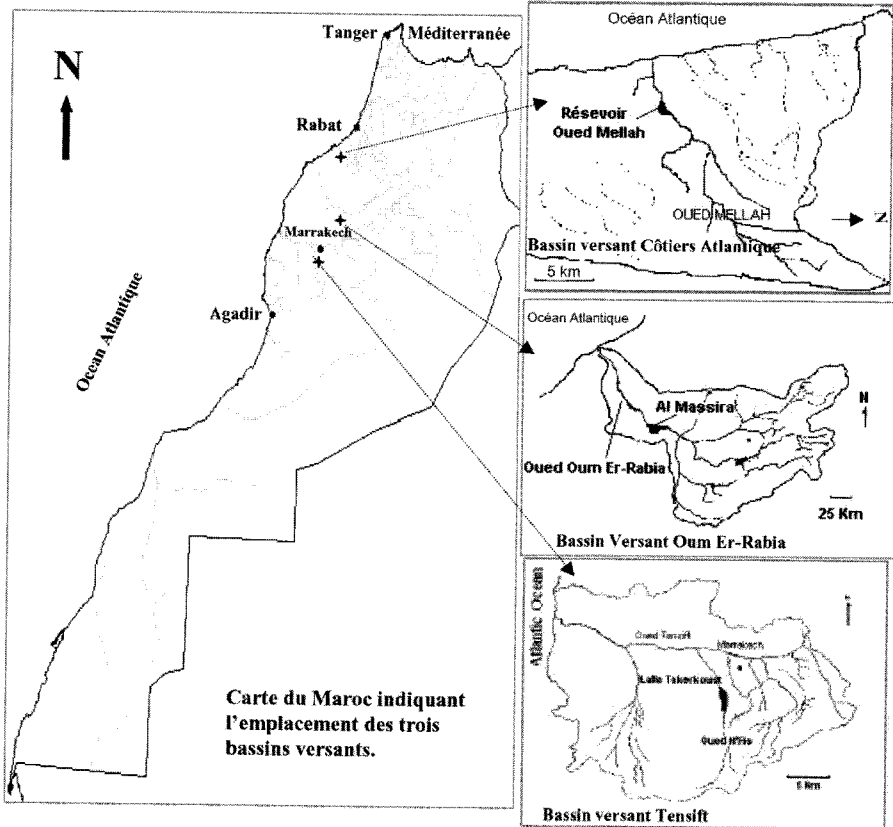 Tanger
Méditerranée
N
Rabat
Marrakech
Agadir
Ocean Atlantique
Carte du Maroc indiquant
l'emplacement des trois
bassins versants.
Océan Atlantique
Résevoir
Oued Mellah
OUED MELLAH
N
Bassin versant Côtiers Atlantique
5 km
Océan Atlantique
Al Massira
N
Oued Oum Er-Rabia
25 Km
Bassin Versant Oum Er-Rabia
Atlantic Ocean
Oued Tensift
Marrakech
Lalla Takerkoust
Oued N'Fis
5 Km
Bassin versant Tensift